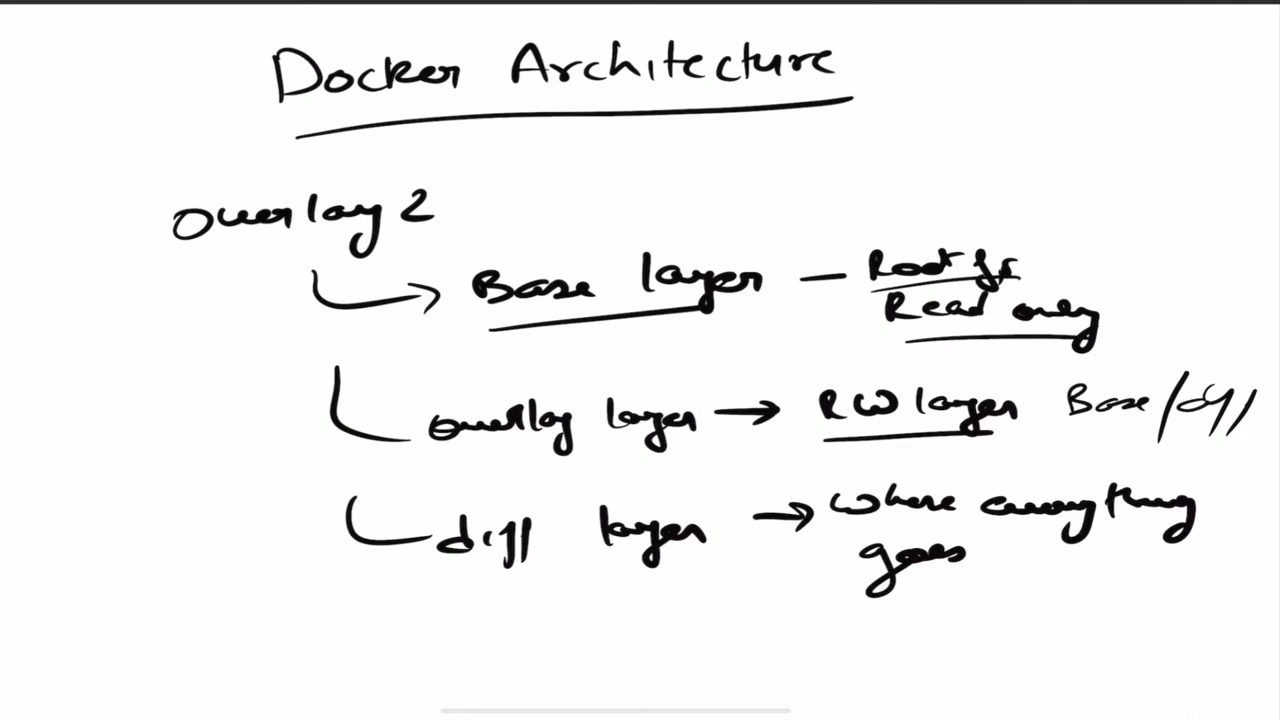 Docker Architecture
Overlay 2
Base layer — Root fs
Read only
overlay layer → RW layer Base/diff
diff layer → where everything
goes